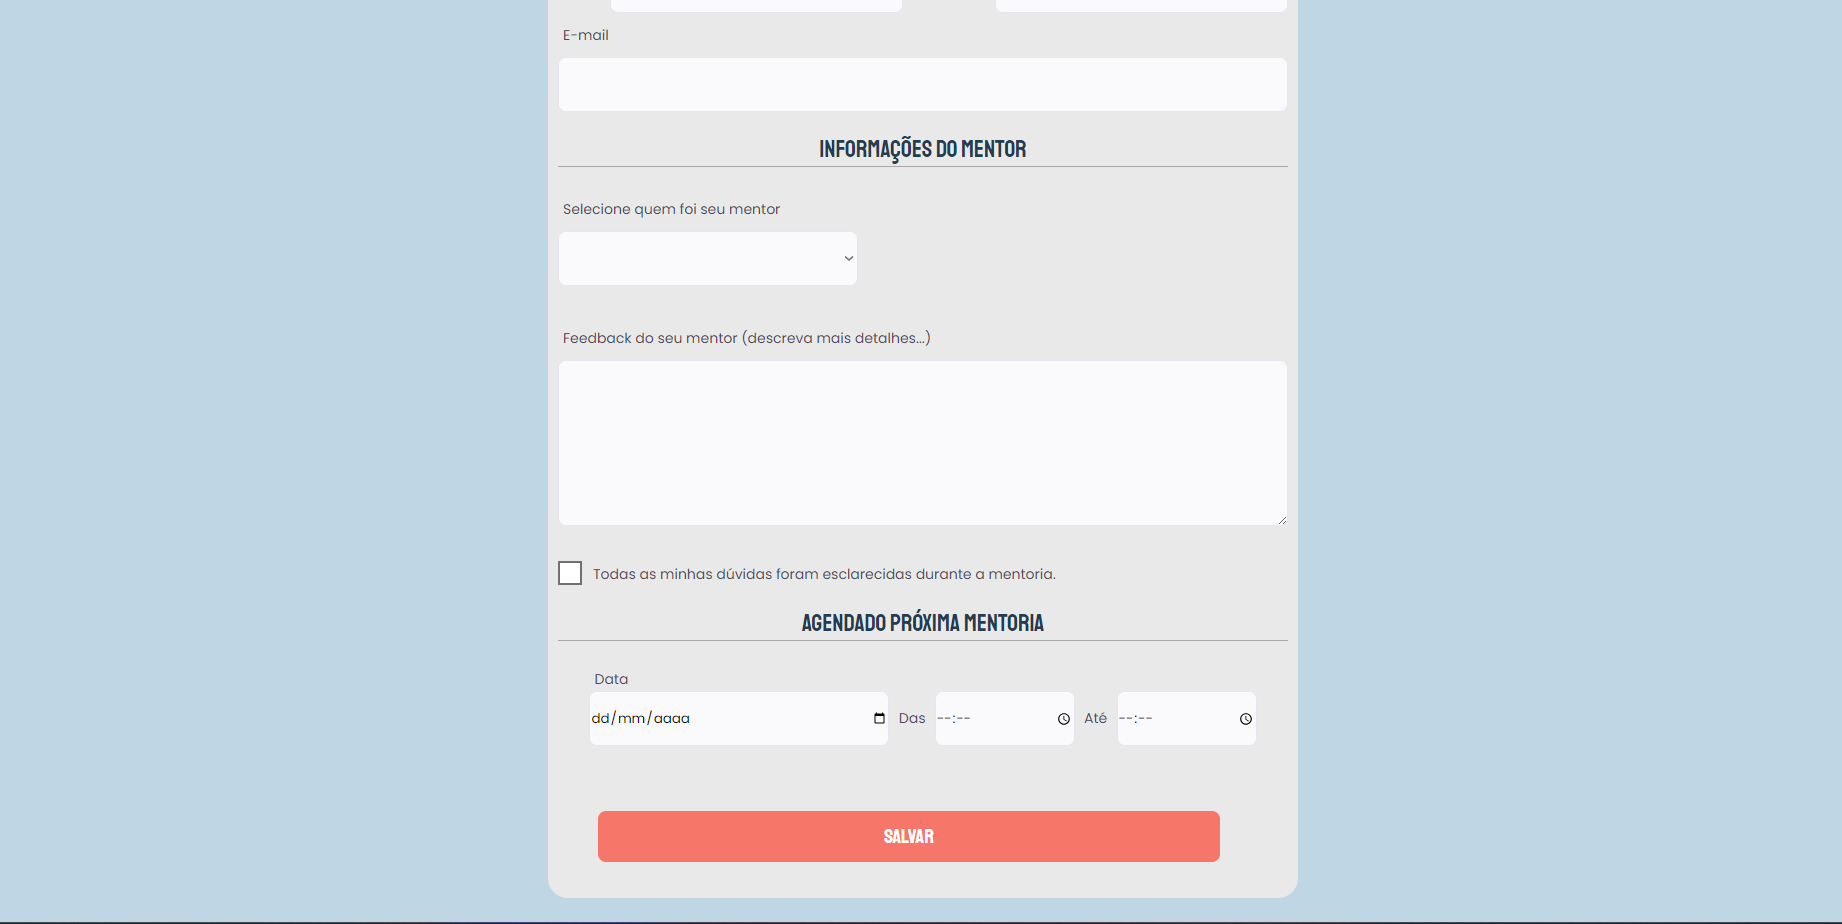 E-mail
INFORMAÇÕES DO MENTOR
Selecione quem foi seu mentor
Feedback do seu mentor (descreva mais detalhes...)
Todas as minhas dúvidas foram esclarecidas durante a mentoria.
AGENDADO PRÓXIMA MENTORIA
Data
dd/mm/aaaa Das --:-- Até --:--
SALVAR